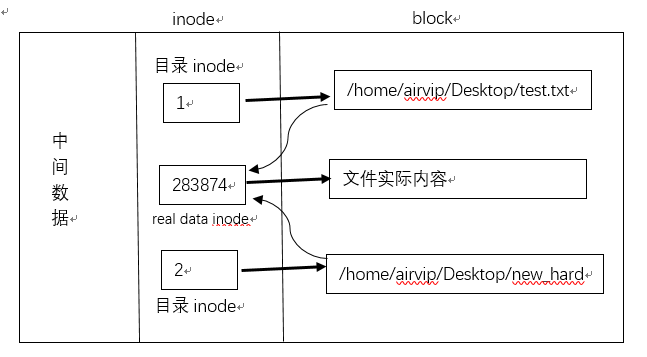 inode
block
目录 inode
1
/home/airvip/Desktop/test.txt
中
间
数
据
283874
文件实际内容
real data inode
2
/home/airvip/Desktop/new_hard
目录 inode